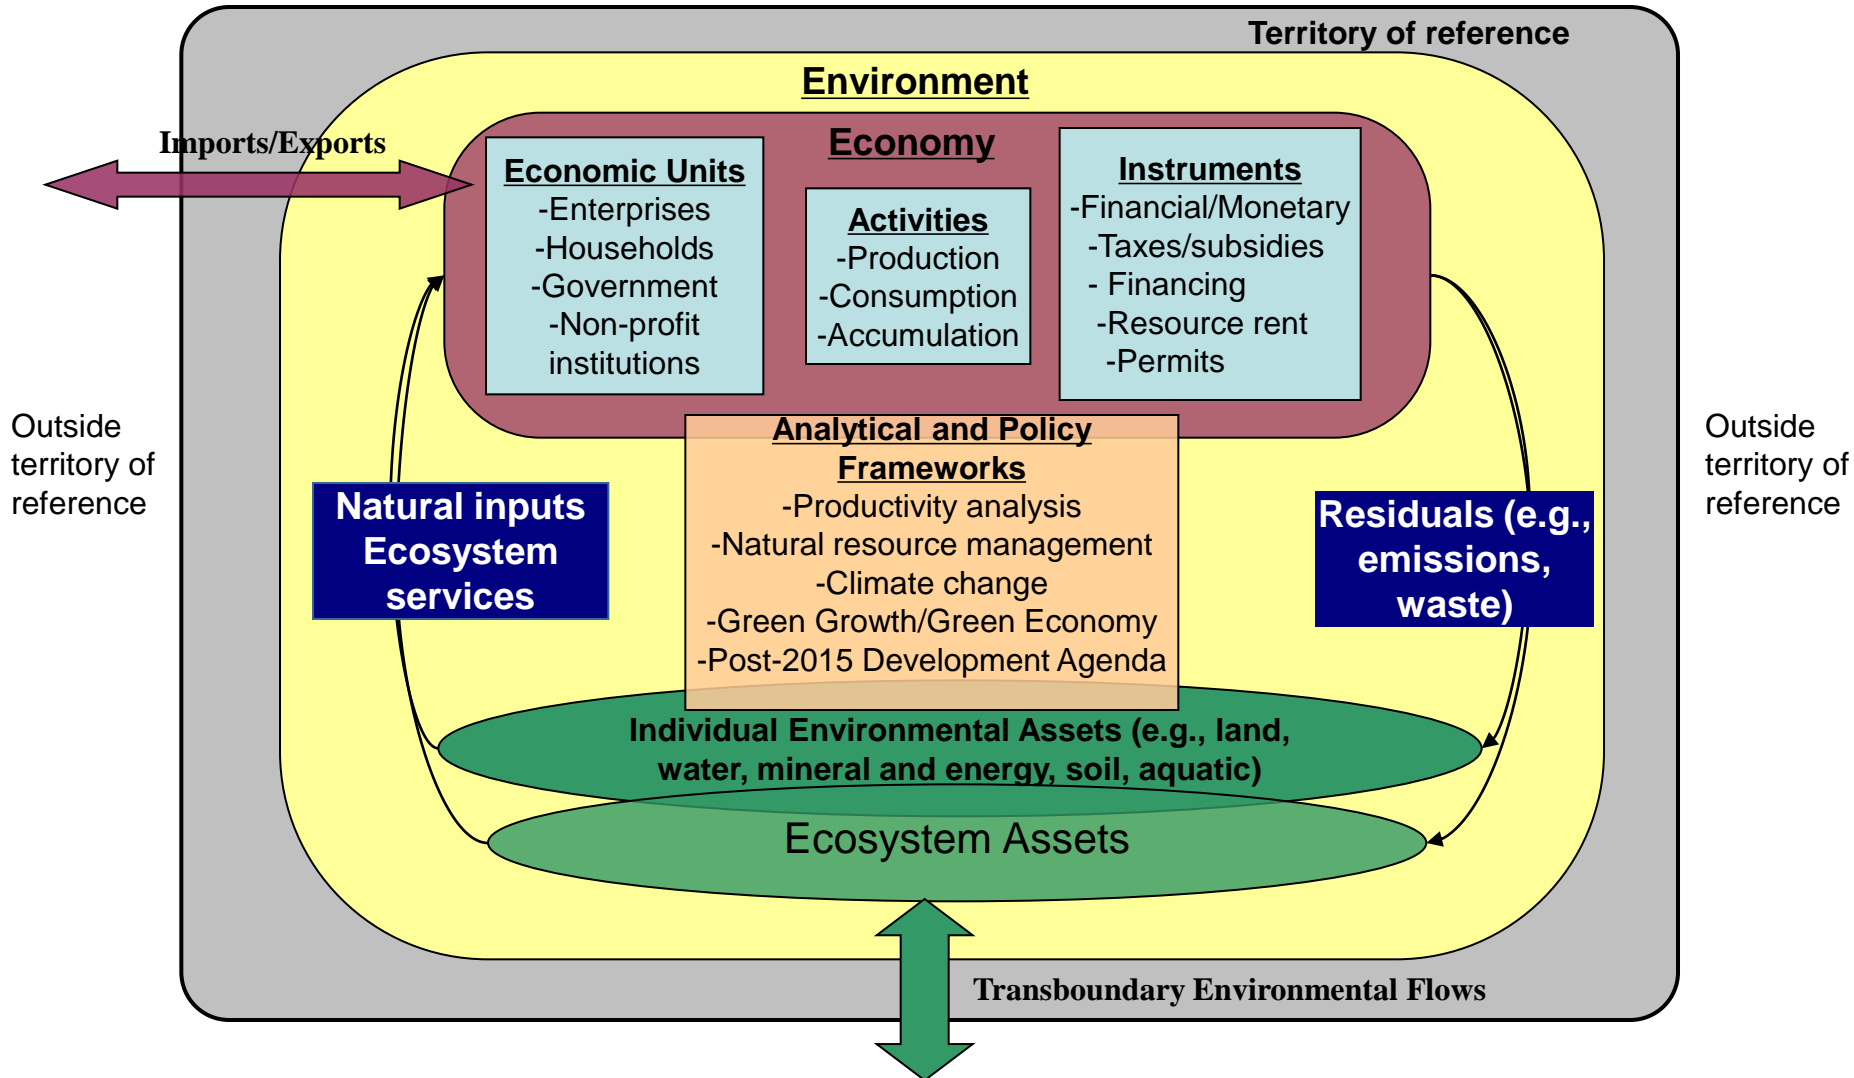 Territory of reference
Environment
Imports/Exports
Economy
Economic Units
-Enterprises
-Households
-Government
-Non-profit
institutions
Activities
-Production
-Consumption
-Accumulation
Instruments
-Financial/Monetary
-Taxes/subsidies
- Financing
-Resource rent
-Permits
Outside
territory of
reference
Analytical and Policy
Frameworks
-Productivity analysis
-Natural resource management
-Climate change
-Green Growth/Green Economy
-Post-2015 Development Agenda
Outside
territory of
reference
Natural inputs
Ecosystem
services
Residuals (e.g.,
emissions,
waste)
Individual Environmental Assets (e.g., land,
water, mineral and energy, soil, aquatic)
Ecosystem Assets
Transboundary Environmental Flows